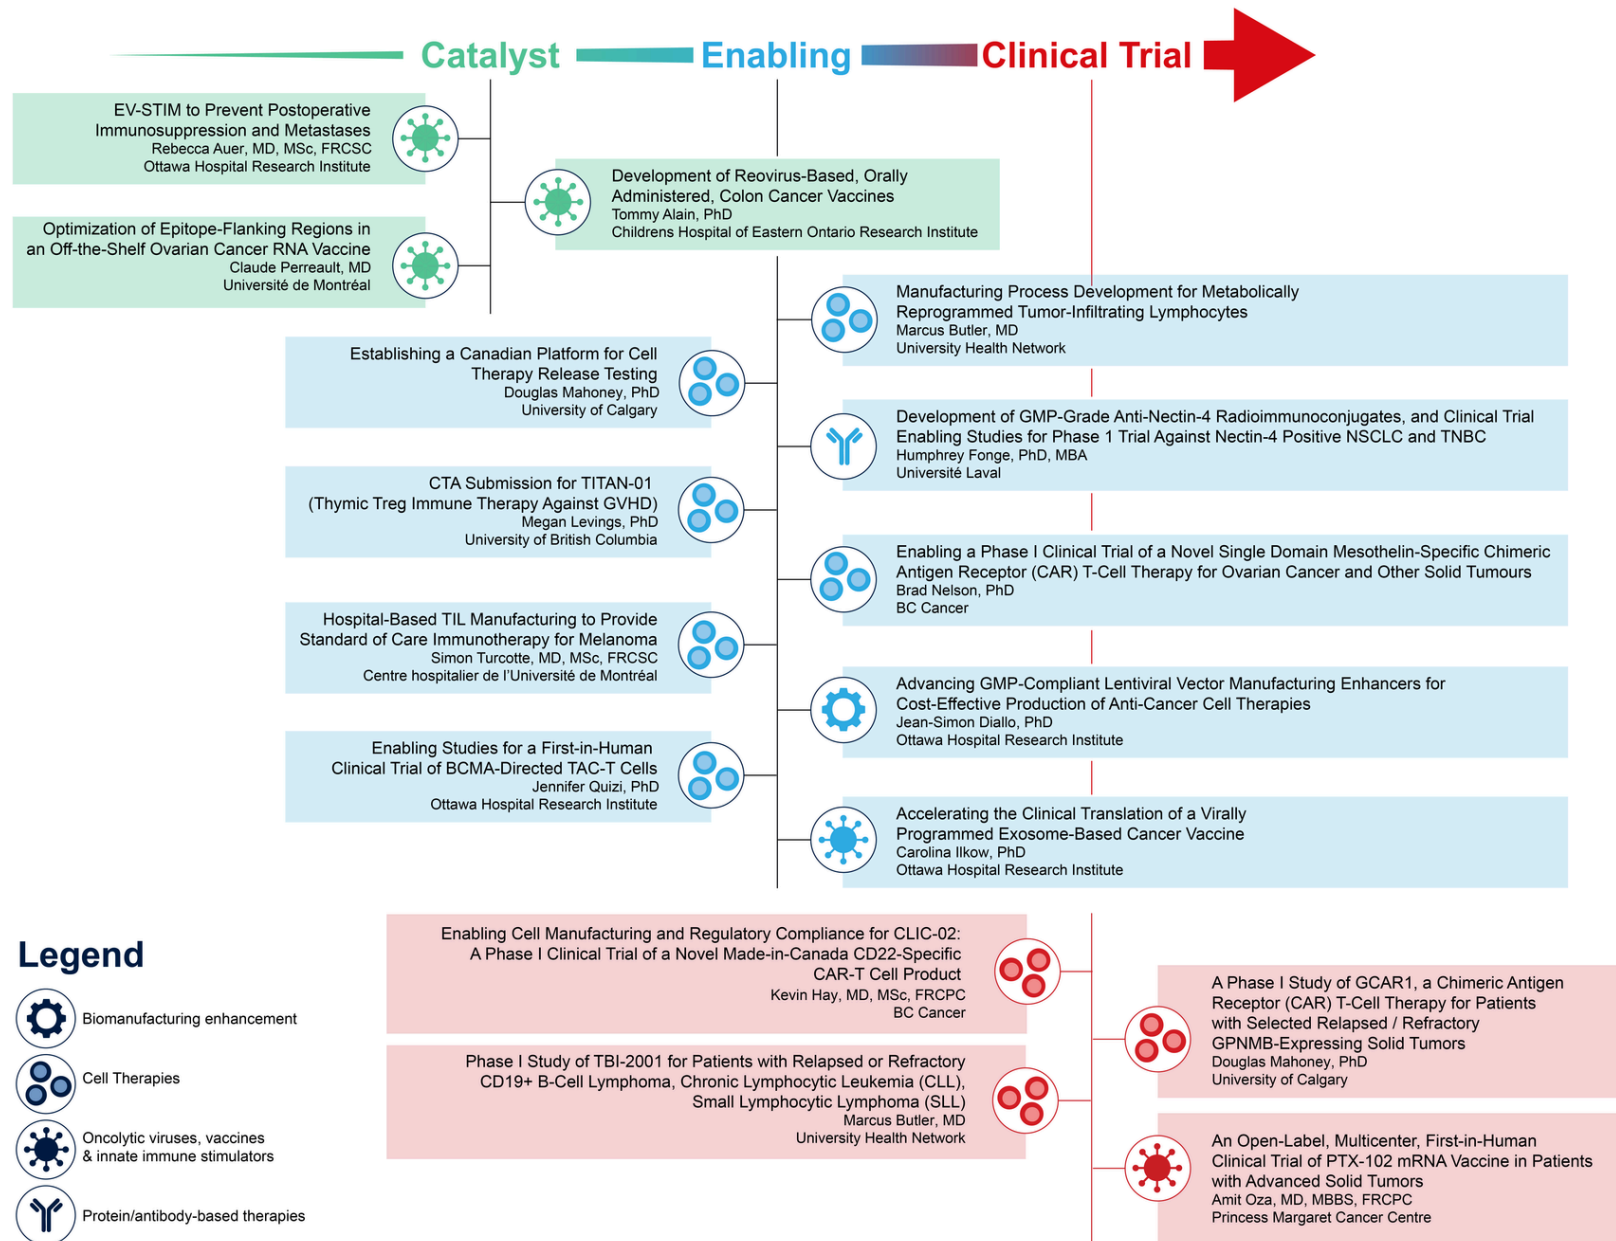 Catalyst
Enabling
Clinical Trial
EV-STIM to Prevent Postoperative
Immunosuppression and Metastases
Rebecca Auer, MD, MSc, FRCSC
Ottawa Hospital Research Institute
Development of Reovirus-Based, Orally
Administered, Colon Cancer Vaccines
Tommy Alain, PhD
Childrens Hospital of Eastern Ontario Research Institute
Optimization of Epitope-Flanking Regions in
an Off-the-Shelf Ovarian Cancer RNA Vaccine
Claude Perreault, MD
Université de Montréal
Manufacturing Process Development for Metabolically
Reprogrammed Tumor-Infiltrating Lymphocytes
Marcus Butler, MD
University Health Network
Establishing a Canadian Platform for Cell
Therapy Release Testing
Douglas Mahoney, PhD
University of Calgary
Development of GMP-Grade Anti-Nectin-4 Radioimmunoconjugates, and Clinical Trial
Enabling Studies for Phase 1 Trial Against Nectin-4 Positive NSCLC and TNBC
Humphrey Fonge, PhD, MBA
Université Laval
CTA Submission for TITAN-01
(Thymic Treg Immune Therapy Against GVHD)
Megan Levings, PhD
University of British Columbia
Enabling a Phase I Clinical Trial of a Novel Single Domain Mesothelin-Specific Chimeric
Antigen Receptor (CAR) T-Cell Therapy for Ovarian Cancer and Other Solid Tumours
Brad Nelson, PhD
BC Cancer
Hospital-Based TIL Manufacturing to Provide
Standard of Care Immunotherapy for Melanoma
Simon Turcotte, MD, MSc, FRCSC
Centre hospitalier de l'Université de Montréal
Advancing GMP-Compliant Lentiviral Vector Manufacturing Enhancers for
Cost-Effective Production of Anti-Cancer Cell Therapies
Jean-Simon Diallo, PhD
Ottawa Hospital Research Institute
Enabling Studies for a First-in-Human
Clinical Trial of BCMA-Directed TAC-T Cells
Jennifer Quizi, PhD
Ottawa Hospital Research Institute
Accelerating the Clinical Translation of a Virally
Programmed Exosome-Based Cancer Vaccine
Carolina Ilkow, PhD
Ottawa Hospital Research Institute
Enabling Cell Manufacturing and Regulatory Compliance for CLIC-02:
A Phase I Clinical Trial of a Novel Made-in-Canada CD22-Specific
CAR-T Cell Product
Kevin Hay, MD, MSc, FRCPC
BC Cancer
A Phase I Study of GCAR1, a Chimeric Antigen
Receptor (CAR) T-Cell Therapy for Patients
with Selected Relapsed / Refractory
GPNMB-Expressing Solid Tumors
Douglas Mahoney, PhD
University of Calgary
Phase I Study of TBI-2001 for Patients with Relapsed or Refractory
CD19+ B-Cell Lymphoma, Chronic Lymphocytic Leukemia (CLL),
Small Lymphocytic Lymphoma (SLL)
Marcus Butler, MD
University Health Network
An Open-Label, Multicenter, First-in-Human
Clinical Trial of PTX-102 mRNA Vaccine in Patients
with Advanced Solid Tumors
Amit Oza, MD, MBBS, FRCPC
Princess Margaret Cancer Centre
Legend
Biomanufacturing enhancement
Cell Therapies
Oncolytic viruses, vaccines
& innate immune stimulators
Protein/antibody-based therapies